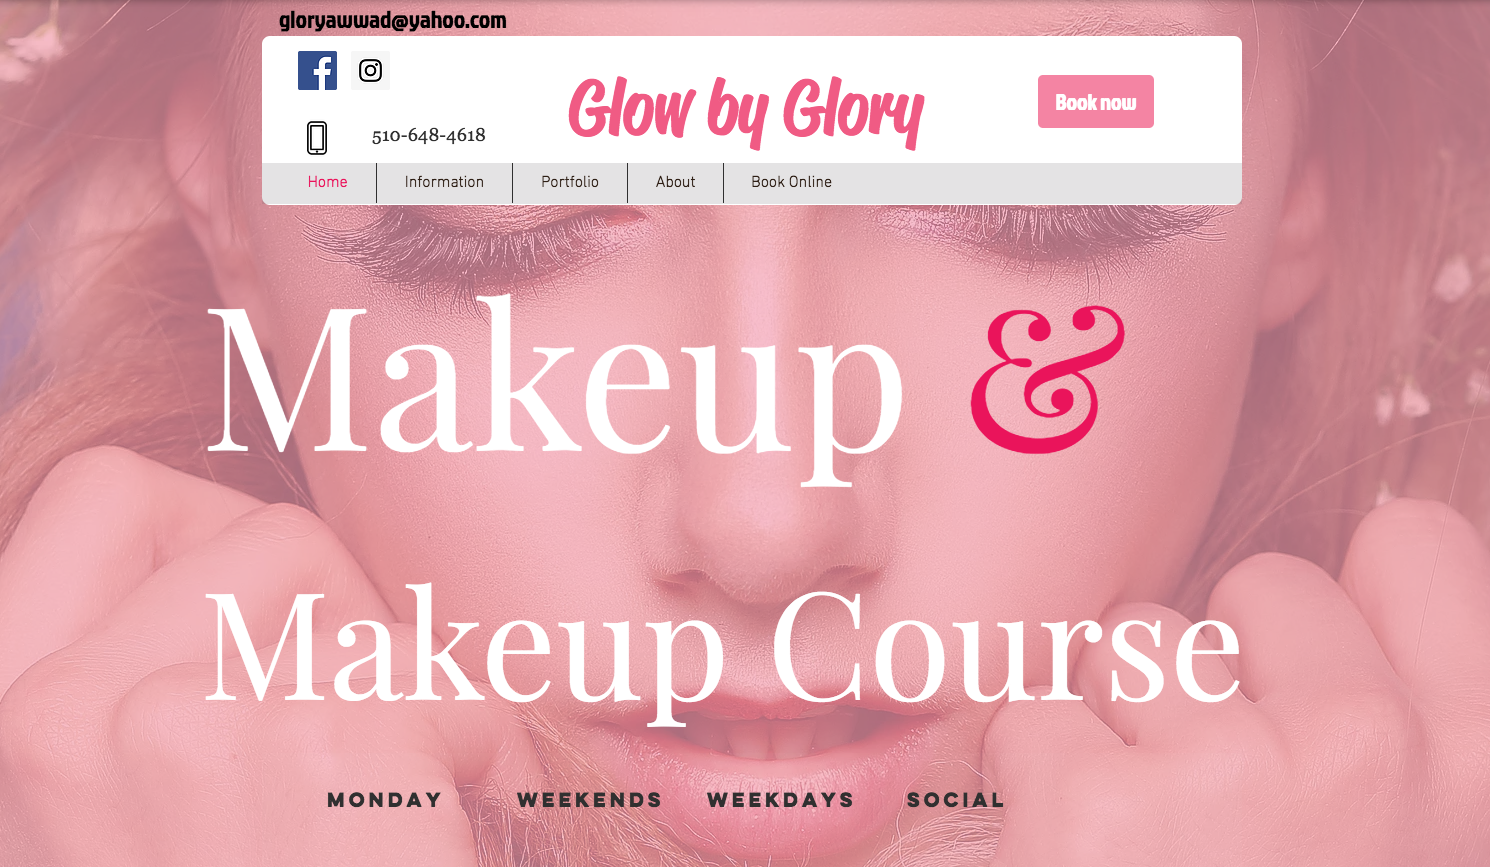 gloryawwad@yahoo.com
Glow by Glory
Book now
510-648-4618
Home Information Portfolio About Book Online
Makeup &
Makeup Course
MONDAY WEEKENDS WEEKDAYS SOCIAL